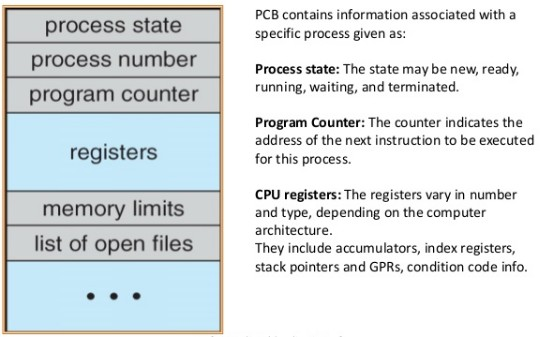 process state
process number
program counter
registers
memory limits
list of open files
• • •
PCB contains information associated with a
specific process given as:
Process state: The state may be new, ready,
running, waiting, and terminated.
Program Counter: The counter indicates the
address of the next instruction to be executed
for this process.
CPU registers: The registers vary in number
and type, depending on the computer
architecture.
They include accumulators, index registers,
stack pointers and GPRs, condition code info.